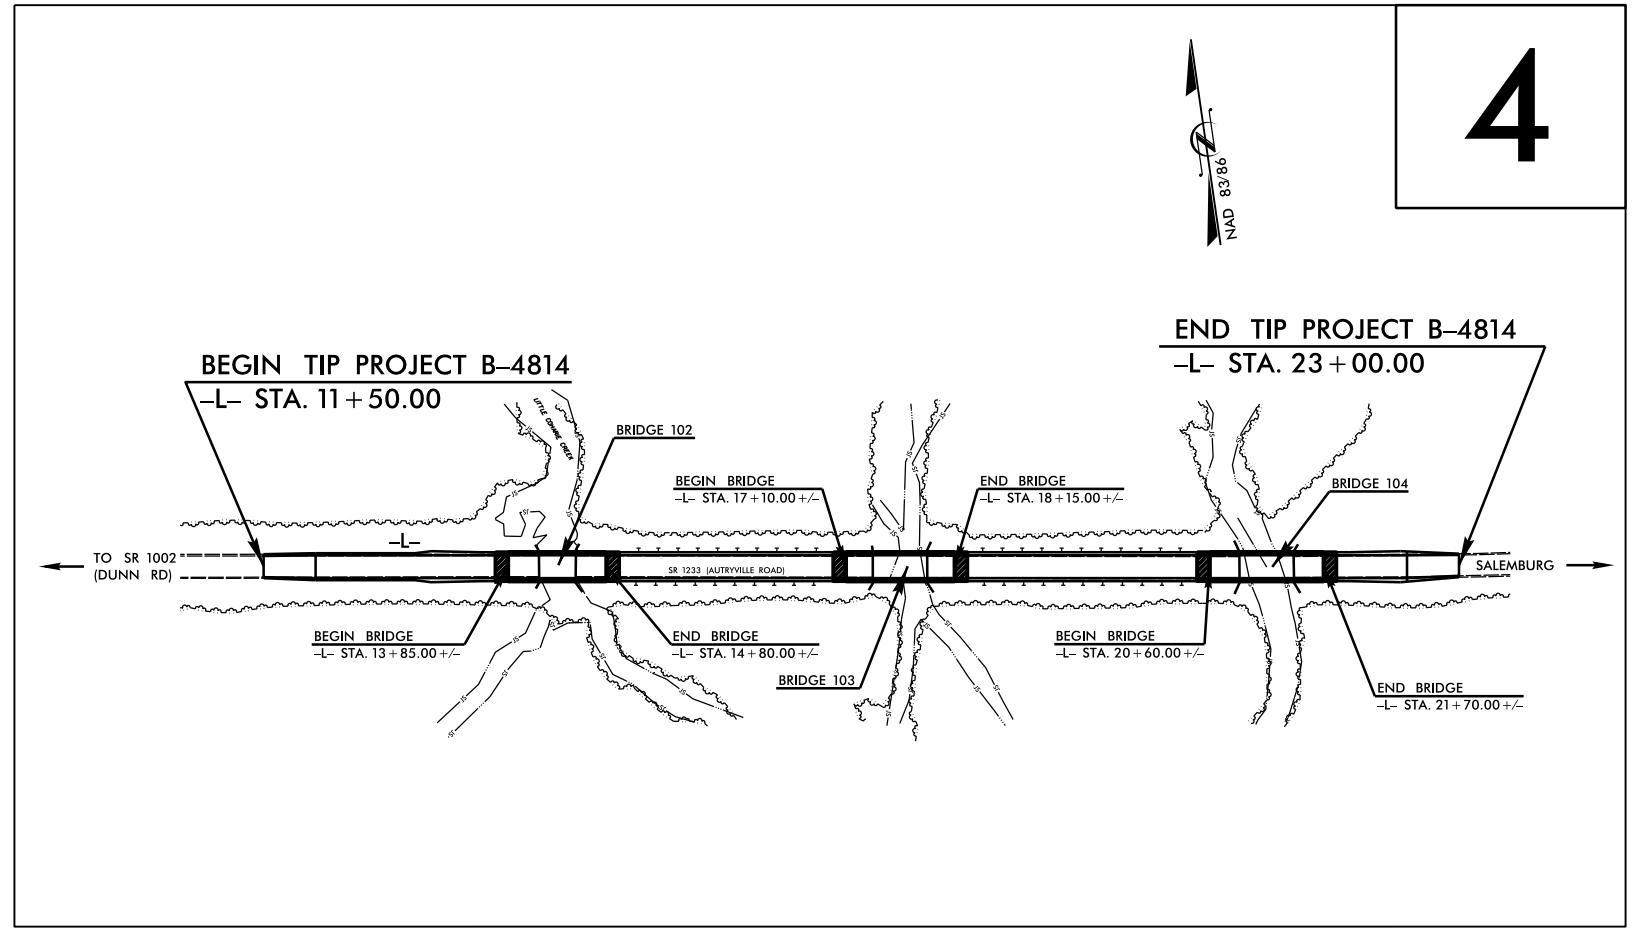 4
NAD 83/86
BEGIN TIP PROJECT B-4814
-L- STA. 11+50.00
END TIP PROJECT B-4814
-L- STA. 23+00.00
LITTLE COHARIE CREEK
BRIDGE 102
BEGIN BRIDGE
-L- STA. 17+10.00 +/-
END BRIDGE
-L- STA. 18+15.00 +/-
BRIDGE 104
-L-
TO SR 1002
(DUNN RD)
SR 1233 (AUTRYVILLE ROAD)
SALEMBURG
BEGIN BRIDGE
-L- STA. 13+85.00 +/-
END BRIDGE
-L- STA. 14+80.00 +/-
BRIDGE 103
BEGIN BRIDGE
-L- STA. 20+60.00 +/-
END BRIDGE
-L- STA. 21+70.00 +/-